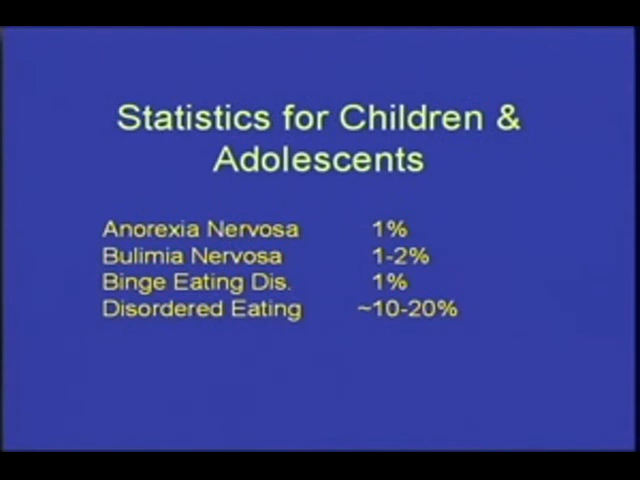 Statistics for Children &
Adolescents
Anorexia Nervosa 1%
Bulimia Nervosa 1-2%
Binge Eating Dis. 1%
Disordered Eating ~10-20%